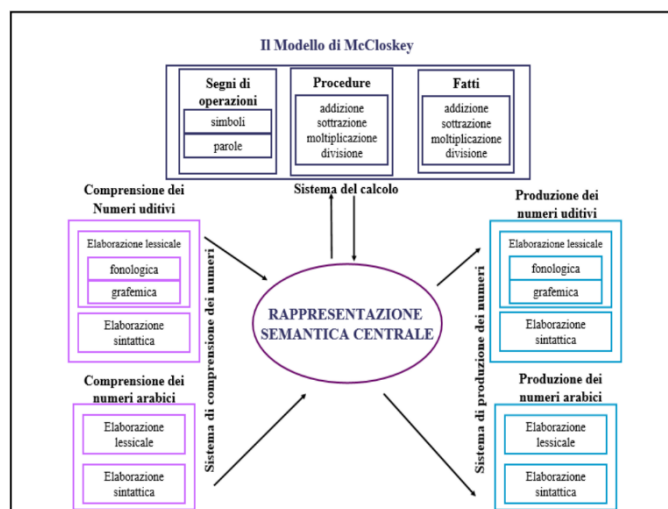 Il Modello di McCloskey
Segni di
operazioni
simboli
parole
Procedure
addizione
sottrazione
moltiplicazione
divisione
Fatti
addizione
sottrazione
moltiplicazione
divisione
Sistema del calcolo
Comprensione dei
Numeri uditivi
Elaborazione lessicale
fonologica
grafemica
Elaborazione
sintattica
Comprensione dei
numeri arabici
Elaborazione
lessicale
Elaborazione
sintattica
Sistema di comprensione dei numeri
RAPPRESENTAZIONE
SEMANTICA CENTRALE
Sistema di produzione dei numeri
Produzione dei
numeri uditivi
Elaborazione lessicale
fonologica
grafemica
Elaborazione
sintattica
Produzione dei
numeri arabici
Elaborazione
lessicale
Elaborazione
sintattica